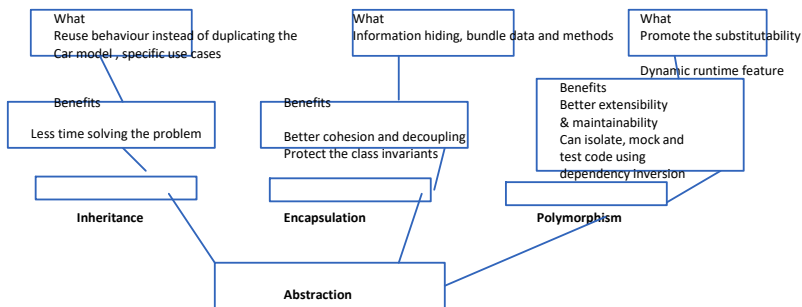 What
Reuse behaviour instead of duplicating the
Car model , specific use cases
What
Information hiding, bundle data and methods
What
Promote the substitutability
Dynamic runtime feature
Benefits
Less time solving the problem
Benefits
Better cohesion and decoupling
Protect the class invariants
Benefits
Better extensibility
& maintainability
Can isolate, mock and
test code using
dependency inversion
Inheritance
Encapsulation
Polymorphism
Abstraction